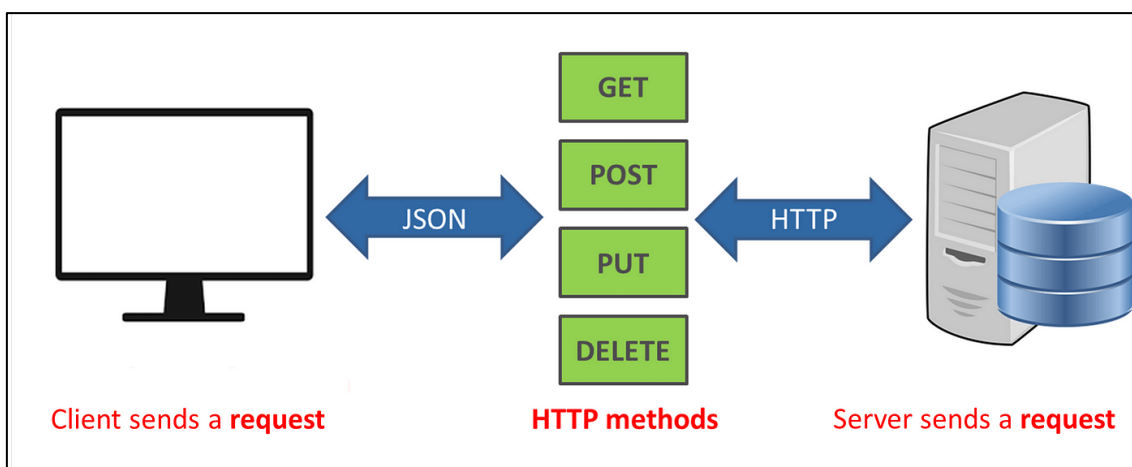 GET
POST
PUT
DELETE
JSON
HTTP
Client sends a request
HTTP methods
Server sends a request